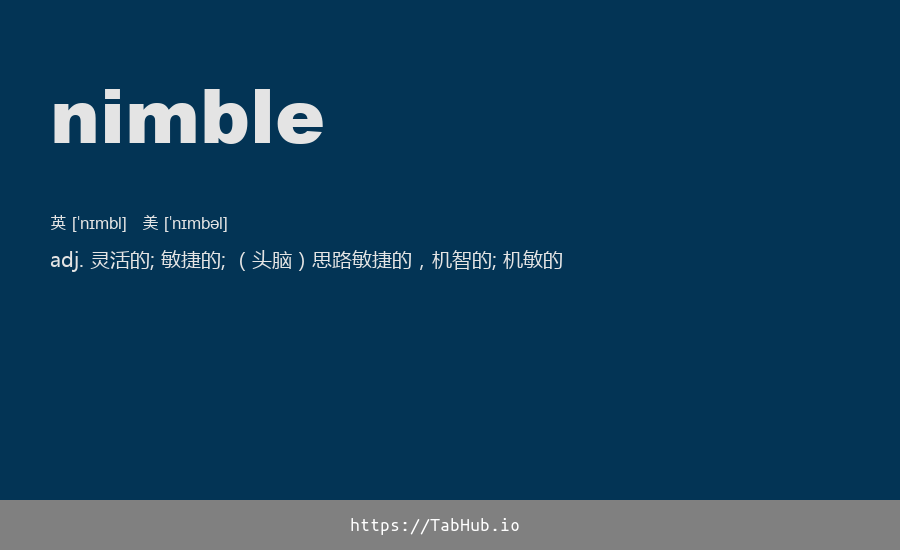 nimble
英 [ˈnɪmbl] 美 [ˈnɪmbəl]
adj. 灵活的; 敏捷的; （头脑）思路敏捷的，机智的; 机敏的
https://TabHub.io